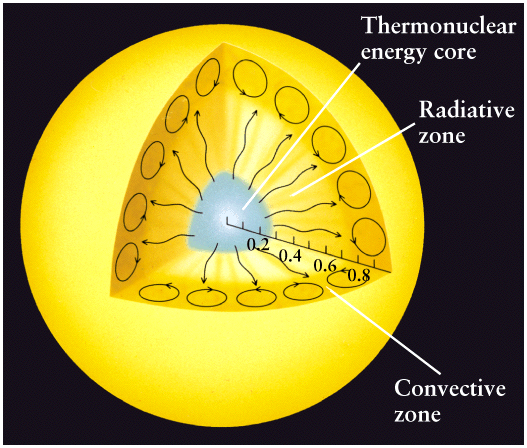 Thermonuclear
energy core
Radiative
zone
0.2
0.4
0.6
0.8
Convective
zone